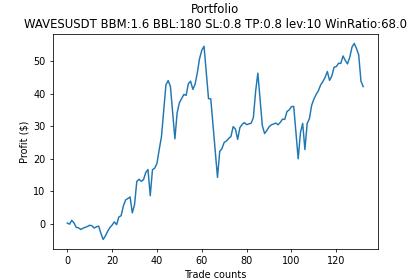 Portfolio
WAVESUSDT BBM:1.6 BBL:180 SL:0.8 TP:0.8 lev:10 WinRatio:68.0
Profit ($)
50
40
30
20
10
0
0 20 40 60 80 100 120
Trade counts